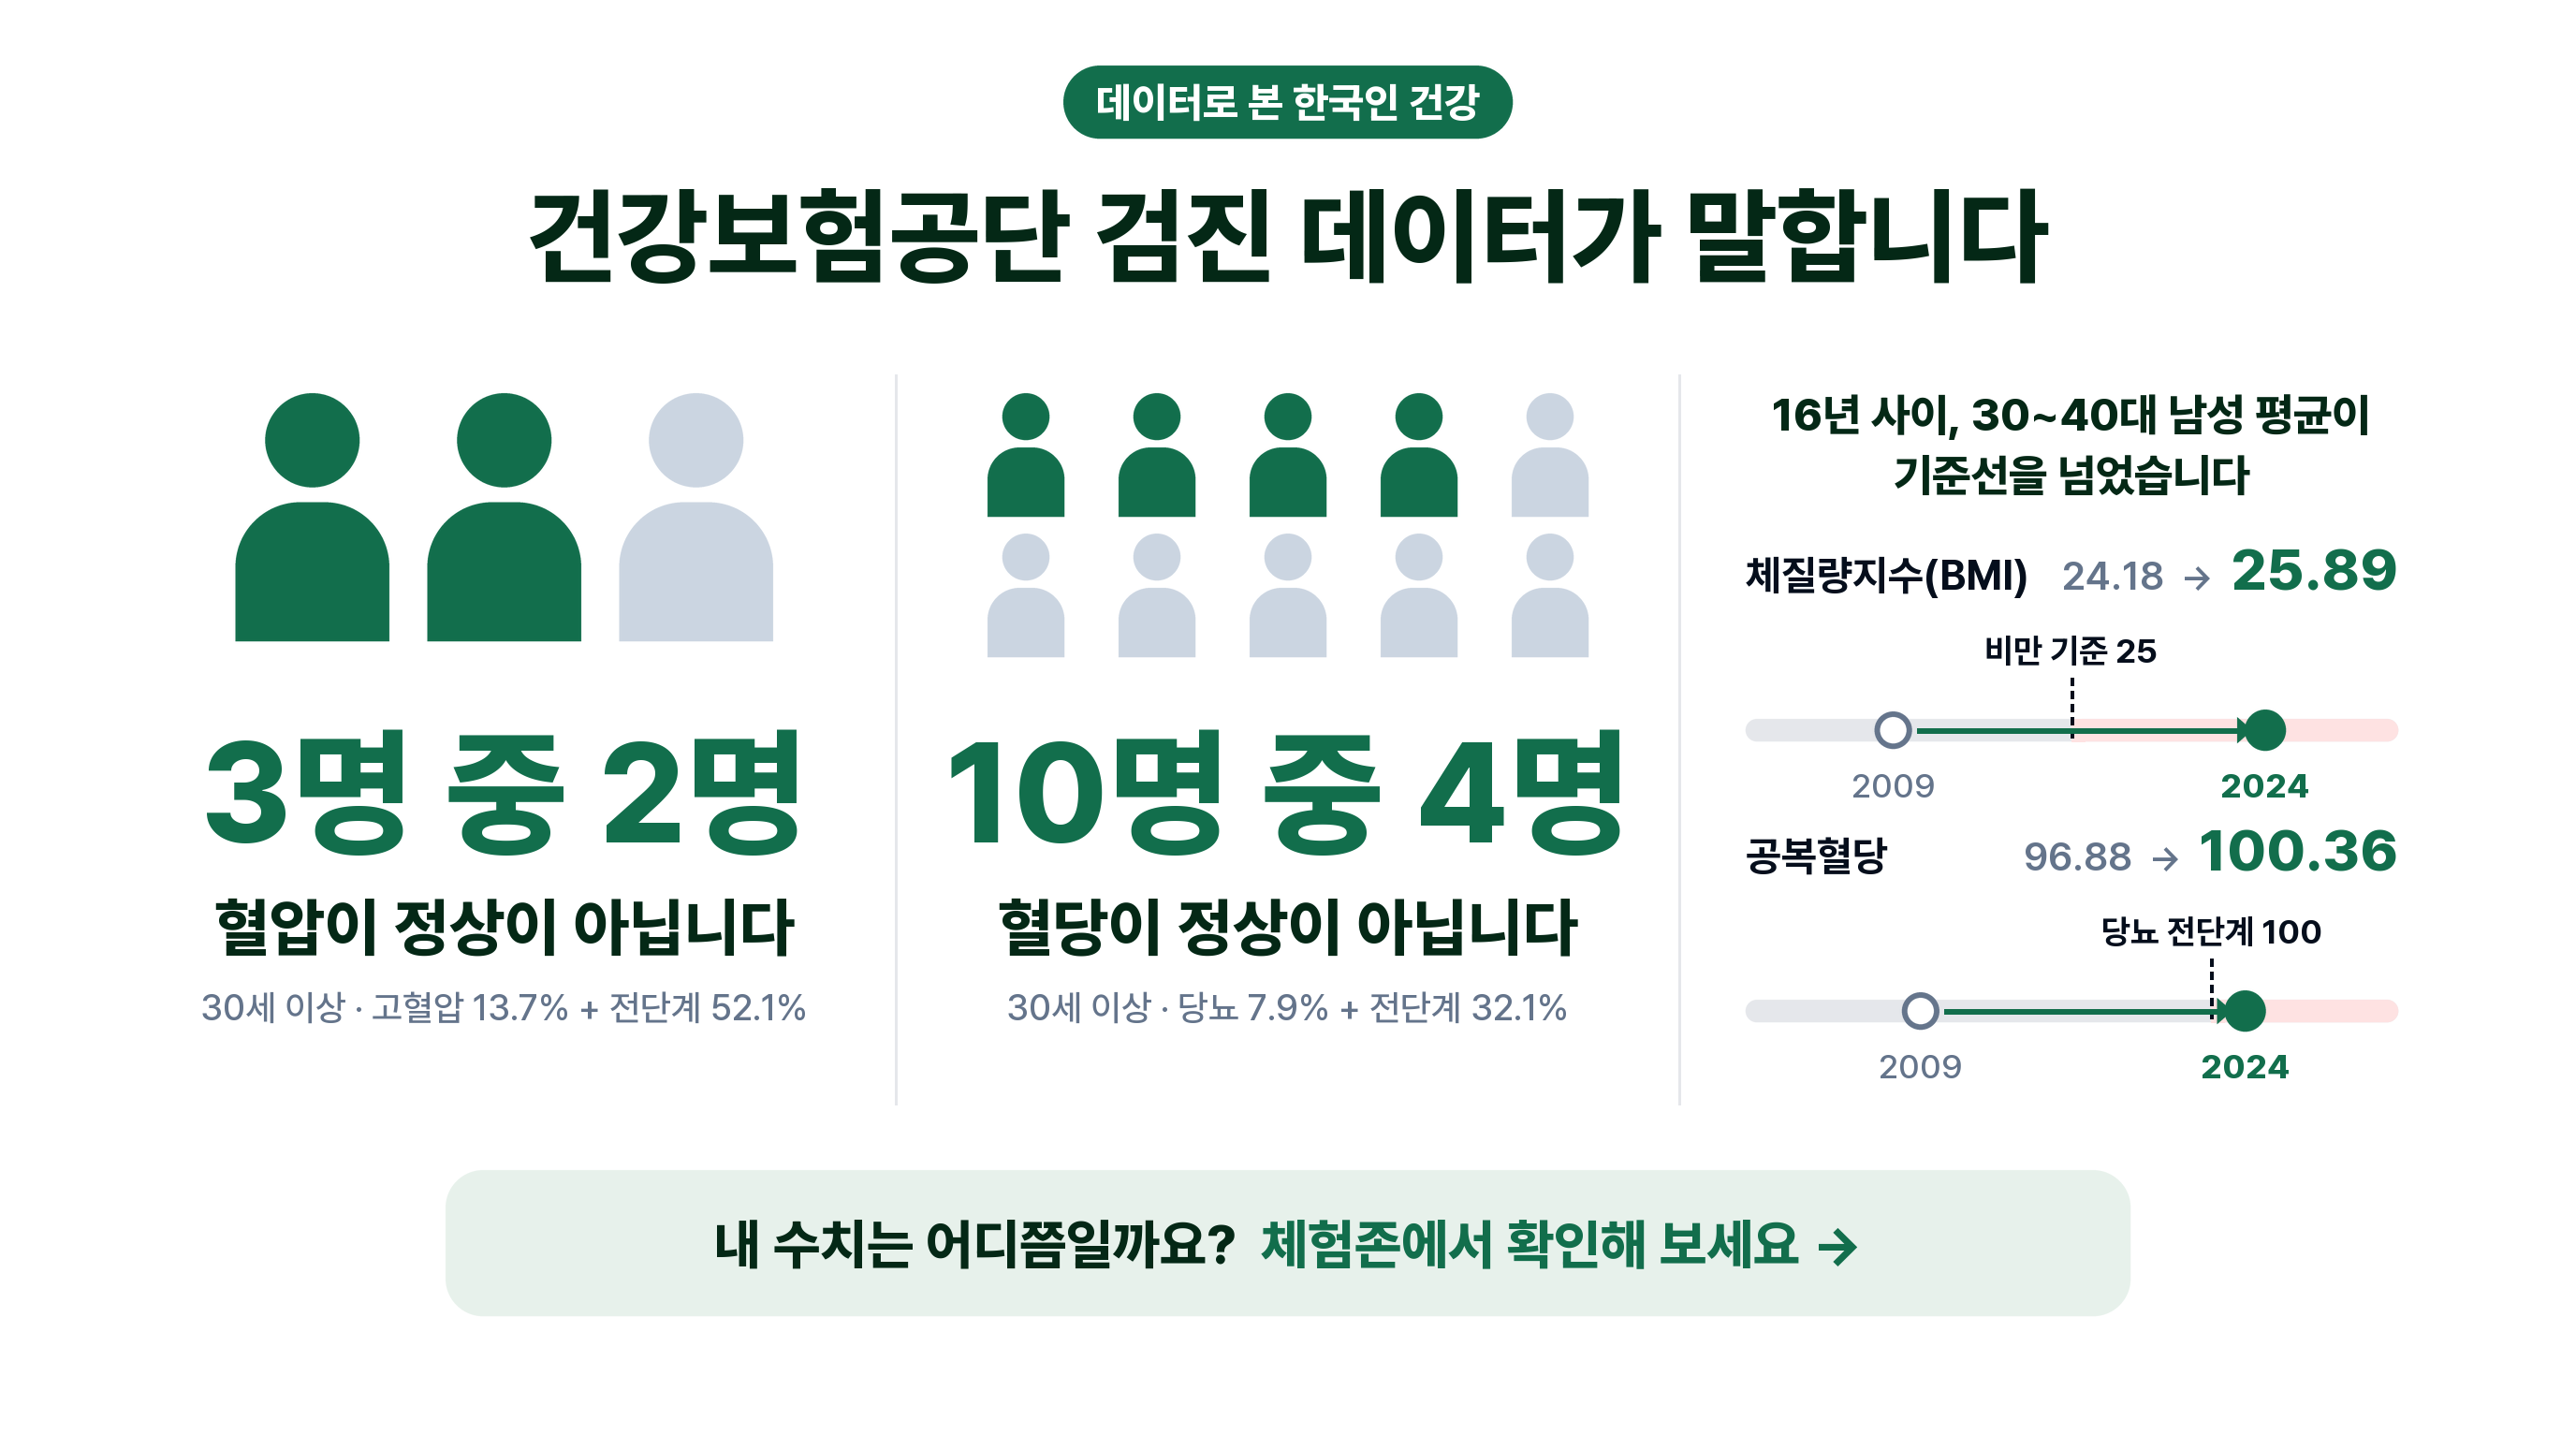 데이터로 본 한국인 건강
건강보험공단 검진 데이터가 말합니다
3명 중 2명
혈압이 정상이 아닙니다
30세 이상 · 고혈압 13.7% + 전단계 52.1%
10명 중 4명
혈당이 정상이 아닙니다
30세 이상 · 당뇨 7.9% + 전단계 32.1%
16년 사이, 30~40대 남성 평균이
기준선을 넘었습니다
체질량지수(BMI) 24.18 → 25.89
비만 기준 25
2009 2024
공복혈당 96.88 → 100.36
당뇨 전단계 100
2009 2024
내 수치는 어디쯤일까요? 체험존에서 확인해 보세요 →